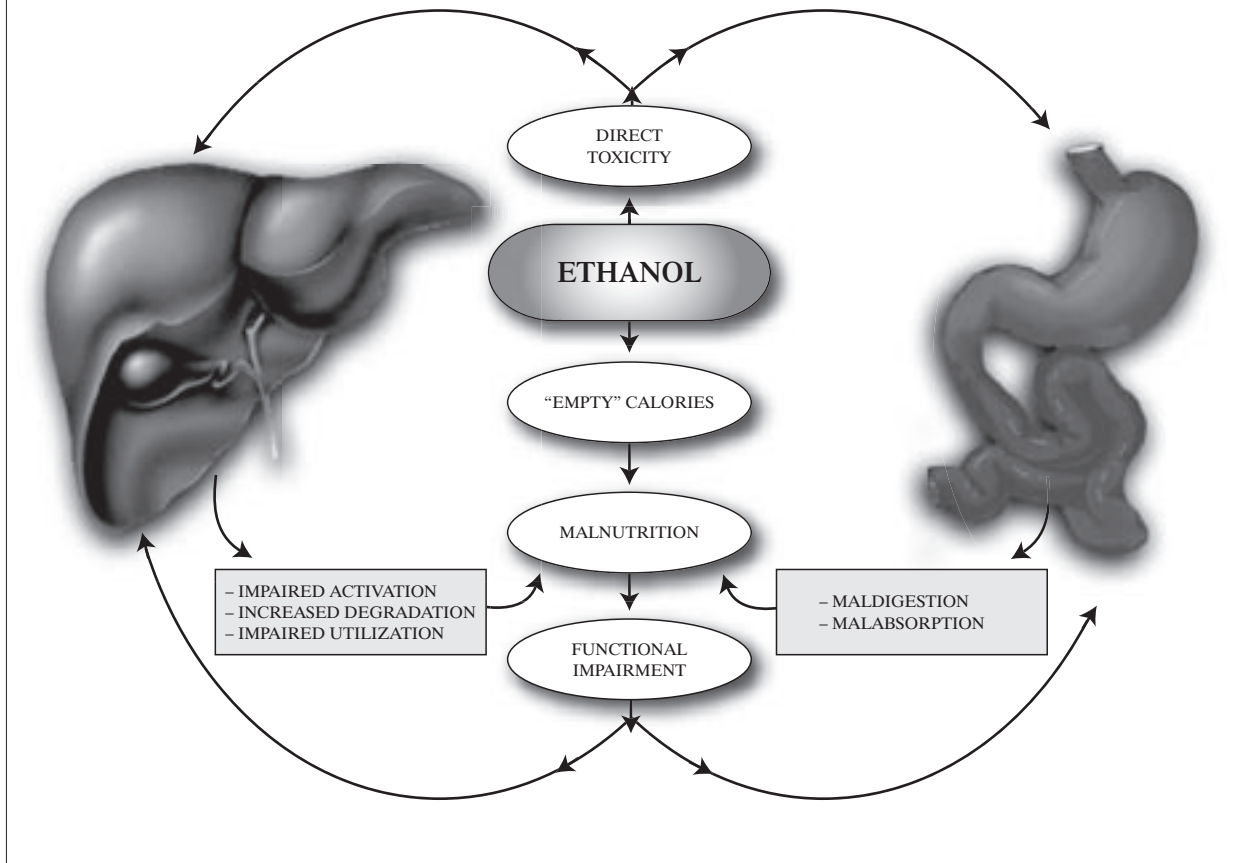 DIRECT
TOXICITY
ETHANOL
“EMPTY” CALORIES
MALNUTRITION
– IMPAIRED ACTIVATION
– INCREASED DEGRADATION
– IMPAIRED UTILIZATION
– MALDIGESTION
– MALABSORPTION
FUNCTIONAL
IMPAIRMENT